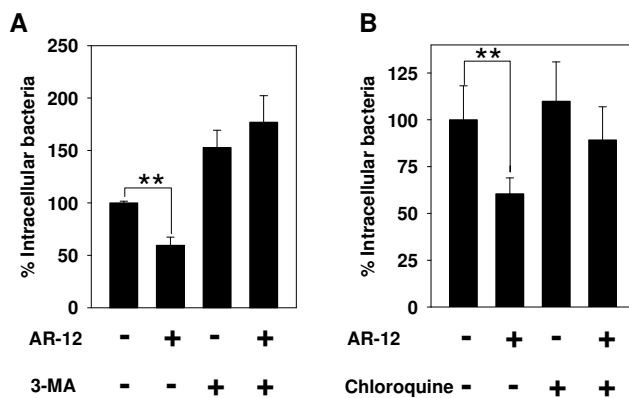 A
% Intracellular bacteria
250
200
150
100
50
0
**
AR-12 - + - +
3-MA - - + +
B
% Intracellular bacteria
125
100
75
50
25
0
**
AR-12 - + - +
Chloroquine - - + +